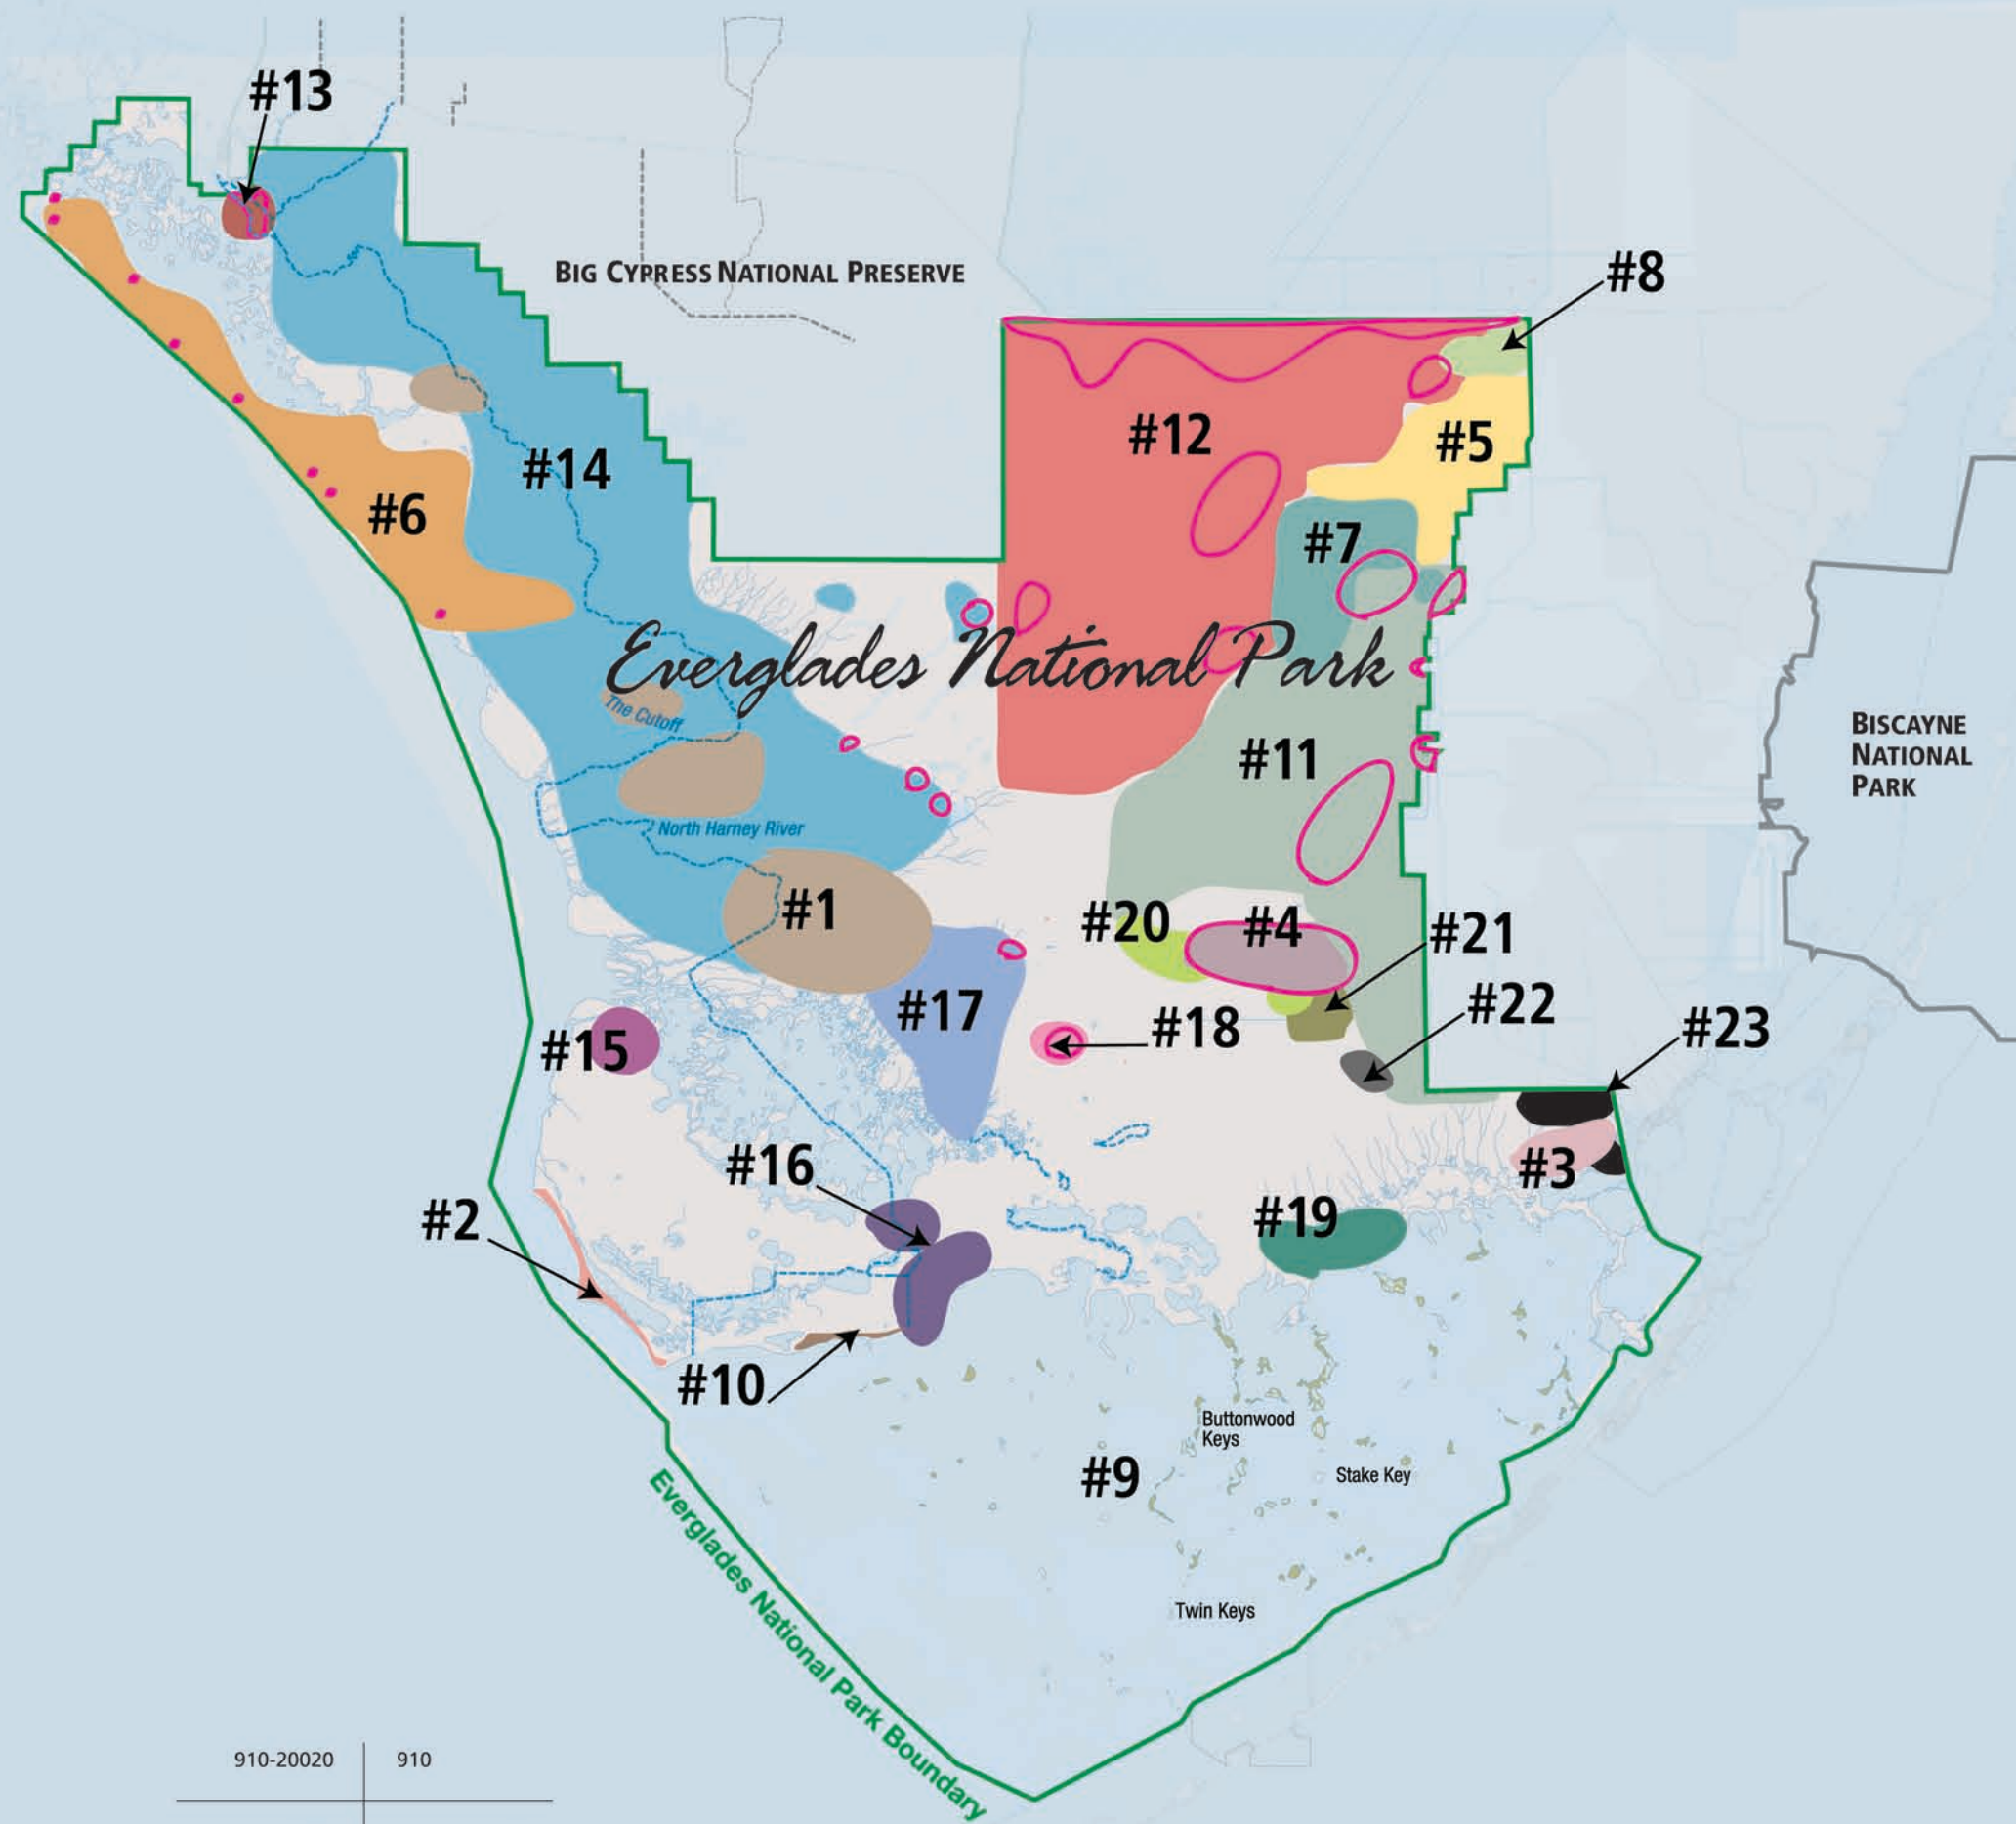 #13
BIG CYPRESS NATIONAL PRESERVE
#8
#12
#5
#14
#6
#7
Everglades National Park
The Cutoff
BISCAYNE
NATIONAL
PARK
#11
North Harney River
#1
#20
#4
#21
#17
#22
#18
#23
#15
#16
#3
#2
#19
#10
Buttonwood
Keys
#9
Stake Key
Twin Keys
Everglades National Park Boundary
910-20020
910